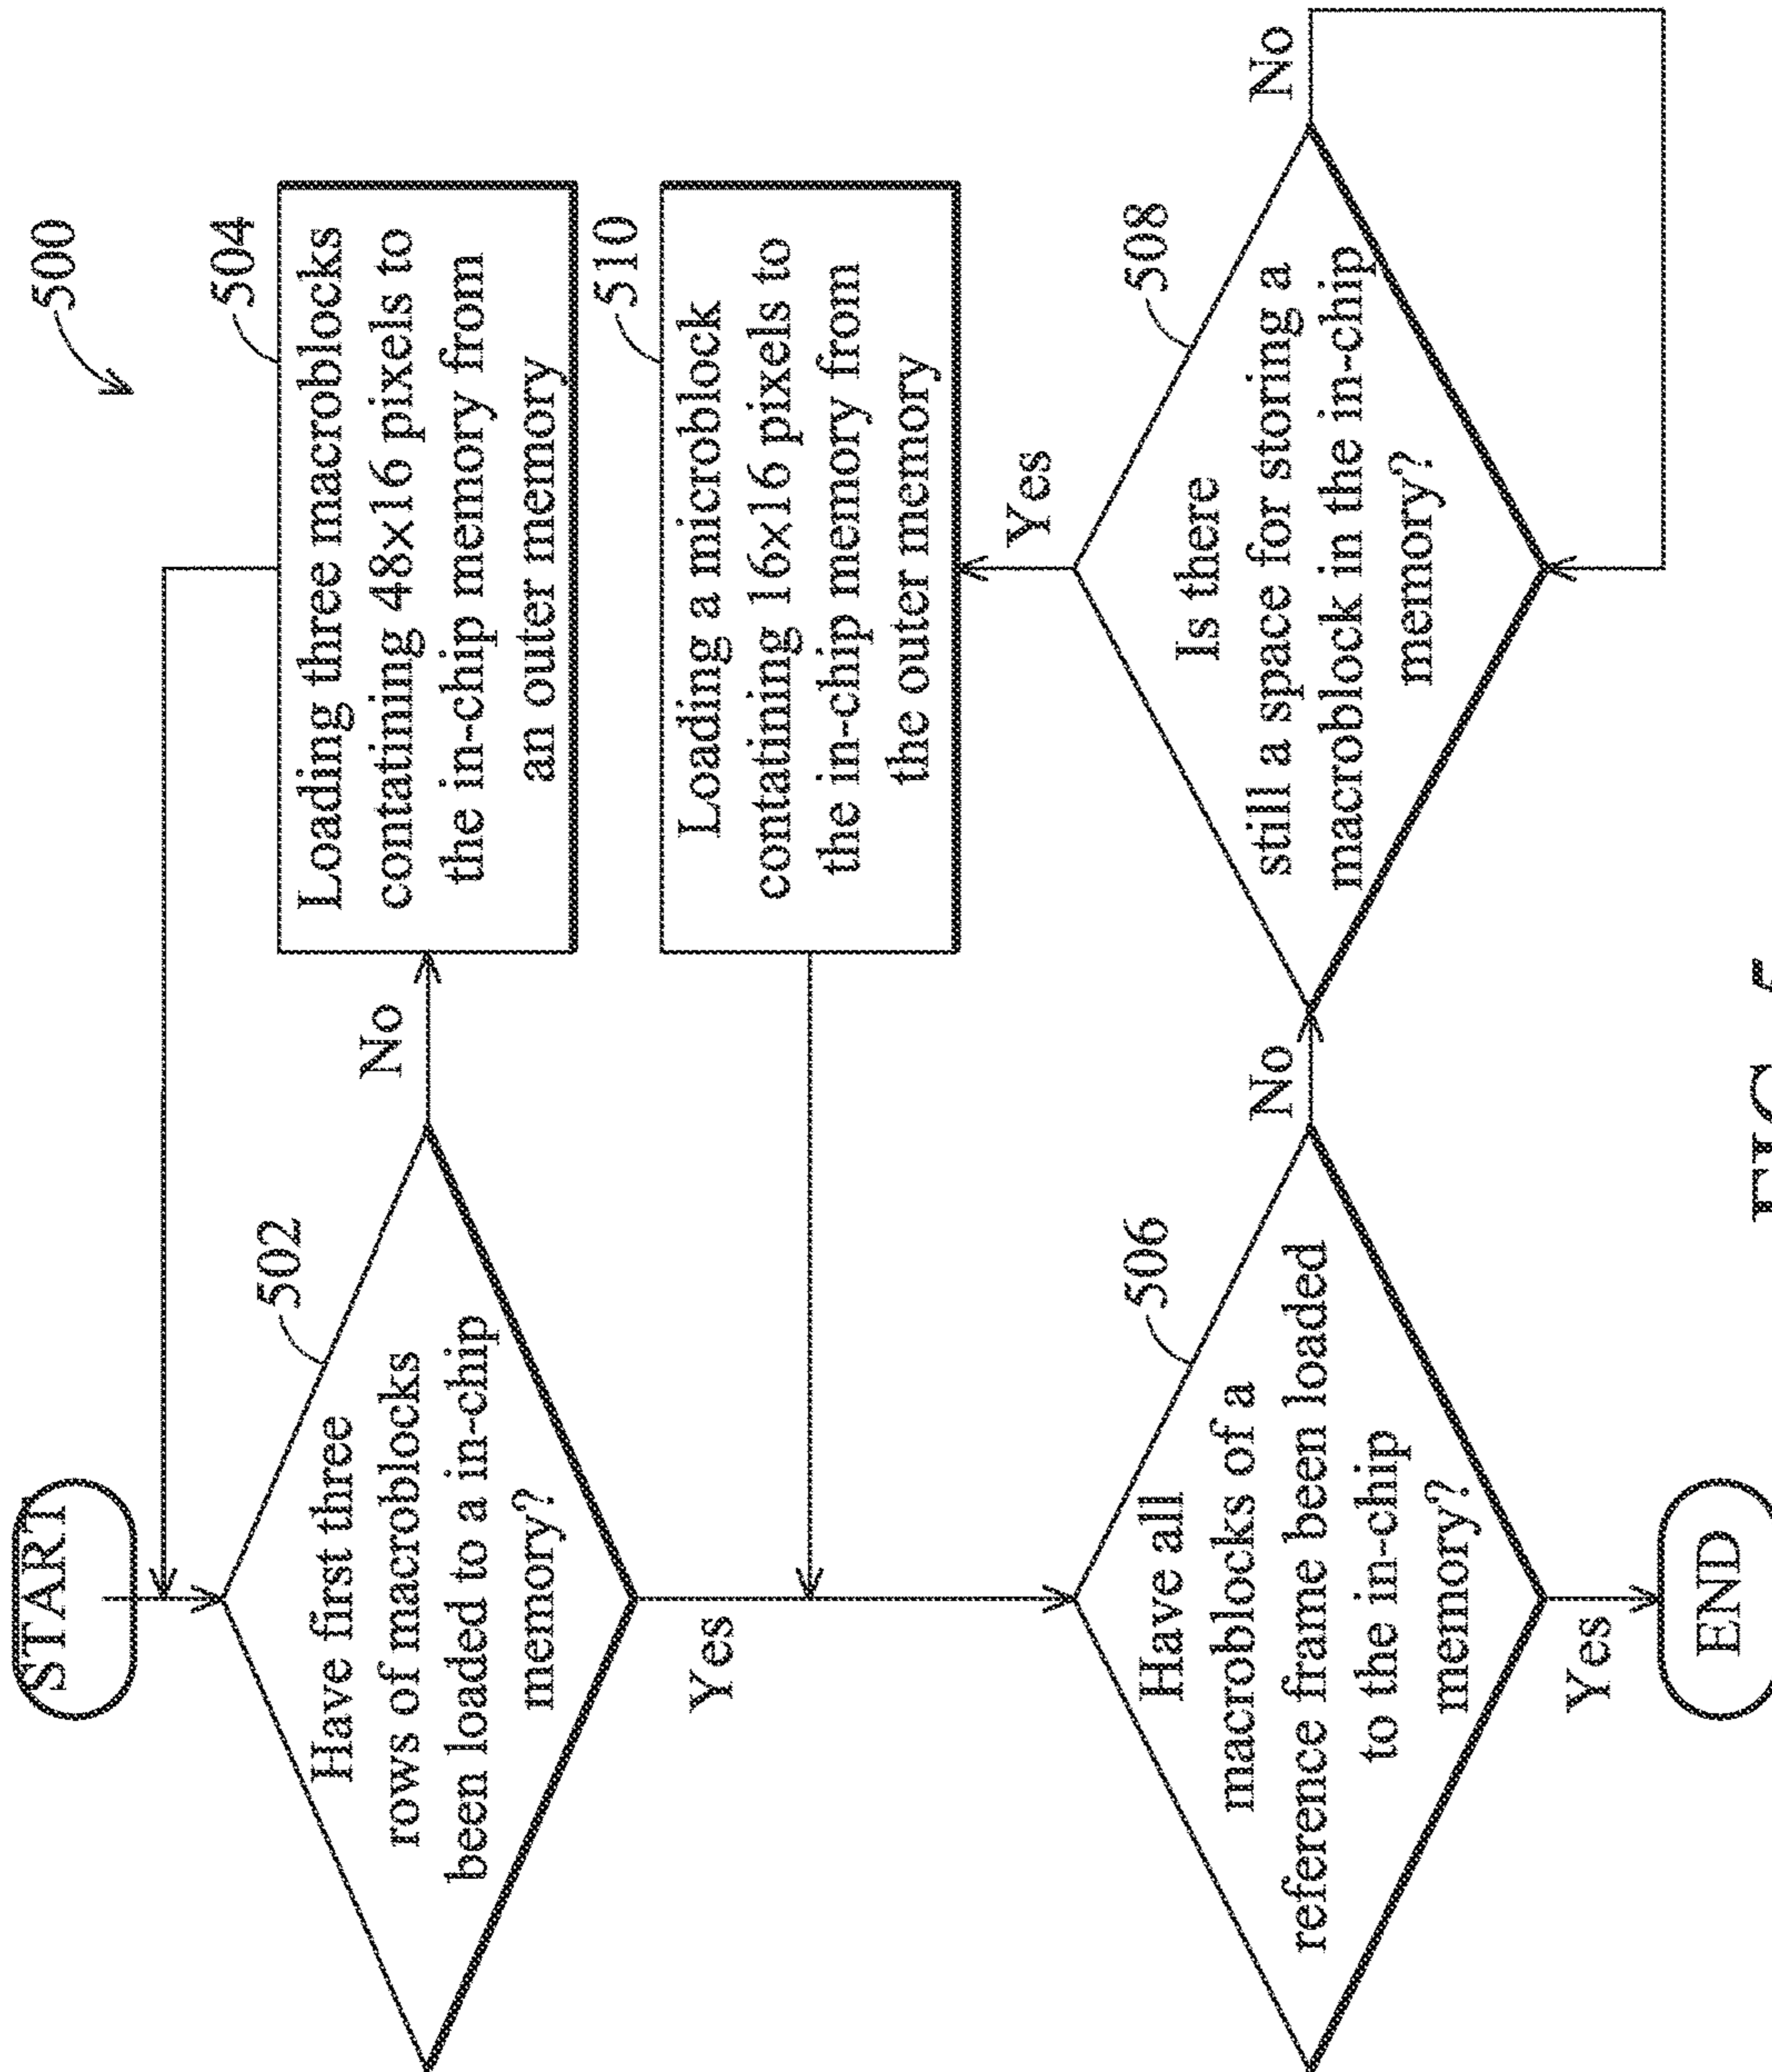 500
START
502
Have first three
rows of macroblocks
been loaded to a in-chip
memory?
No
504
Loading three macroblocks
contatining 48x16 pixels to
the in-chip memory from
an outer memory
Yes
510
Loading a microblock
contatining 16x16 pixels to
the in-chip memory from
the outer memory
506
Have all
macroblocks of a
reference frame been loaded
to the in-chip
memory?
No
Yes
508
Is there
still a space for storing a
macroblock in the in-chip
memory?
Yes
No
END